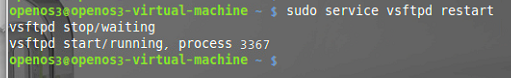 openos3@openos3-virtual-machine ~ $ sudo service vsftpd restart
vsftpd stop/waiting
vsftpd start/running, process 3367
openos3@openos3-virtual-machine ~ $